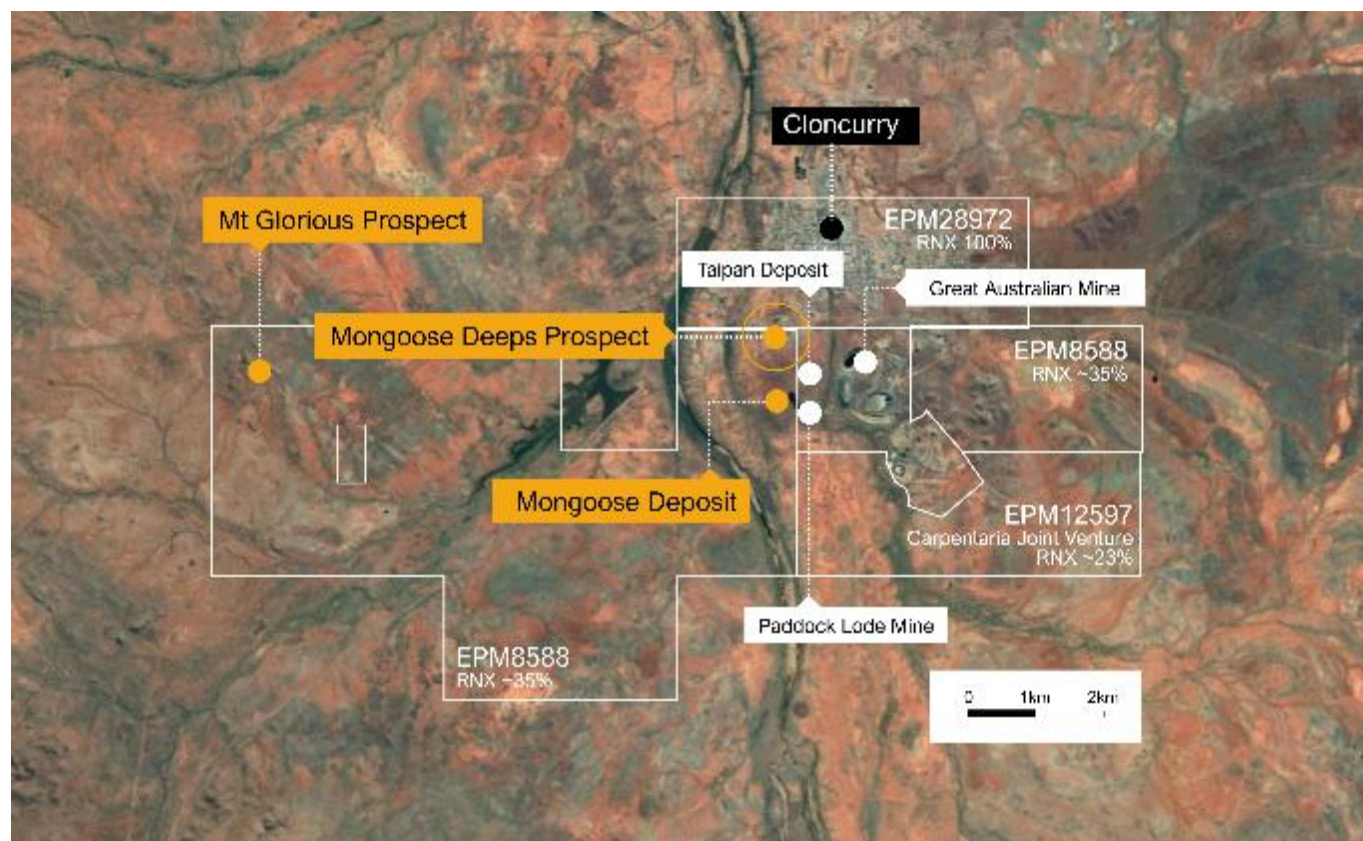 Cloncurry
Mt Glorious Prospect
EPM28972
RNX 100%
Taipan Deposit
Great Australian Mine
Mongoose Deeps Prospect
EPM8588
RNX ~35%
Mongoose Deposit
EPM12597
Carpentaria Joint Venture
RNX ~23%
Paddock Lode Mine
EPM8588
RNX ~35%
0 1km 2km